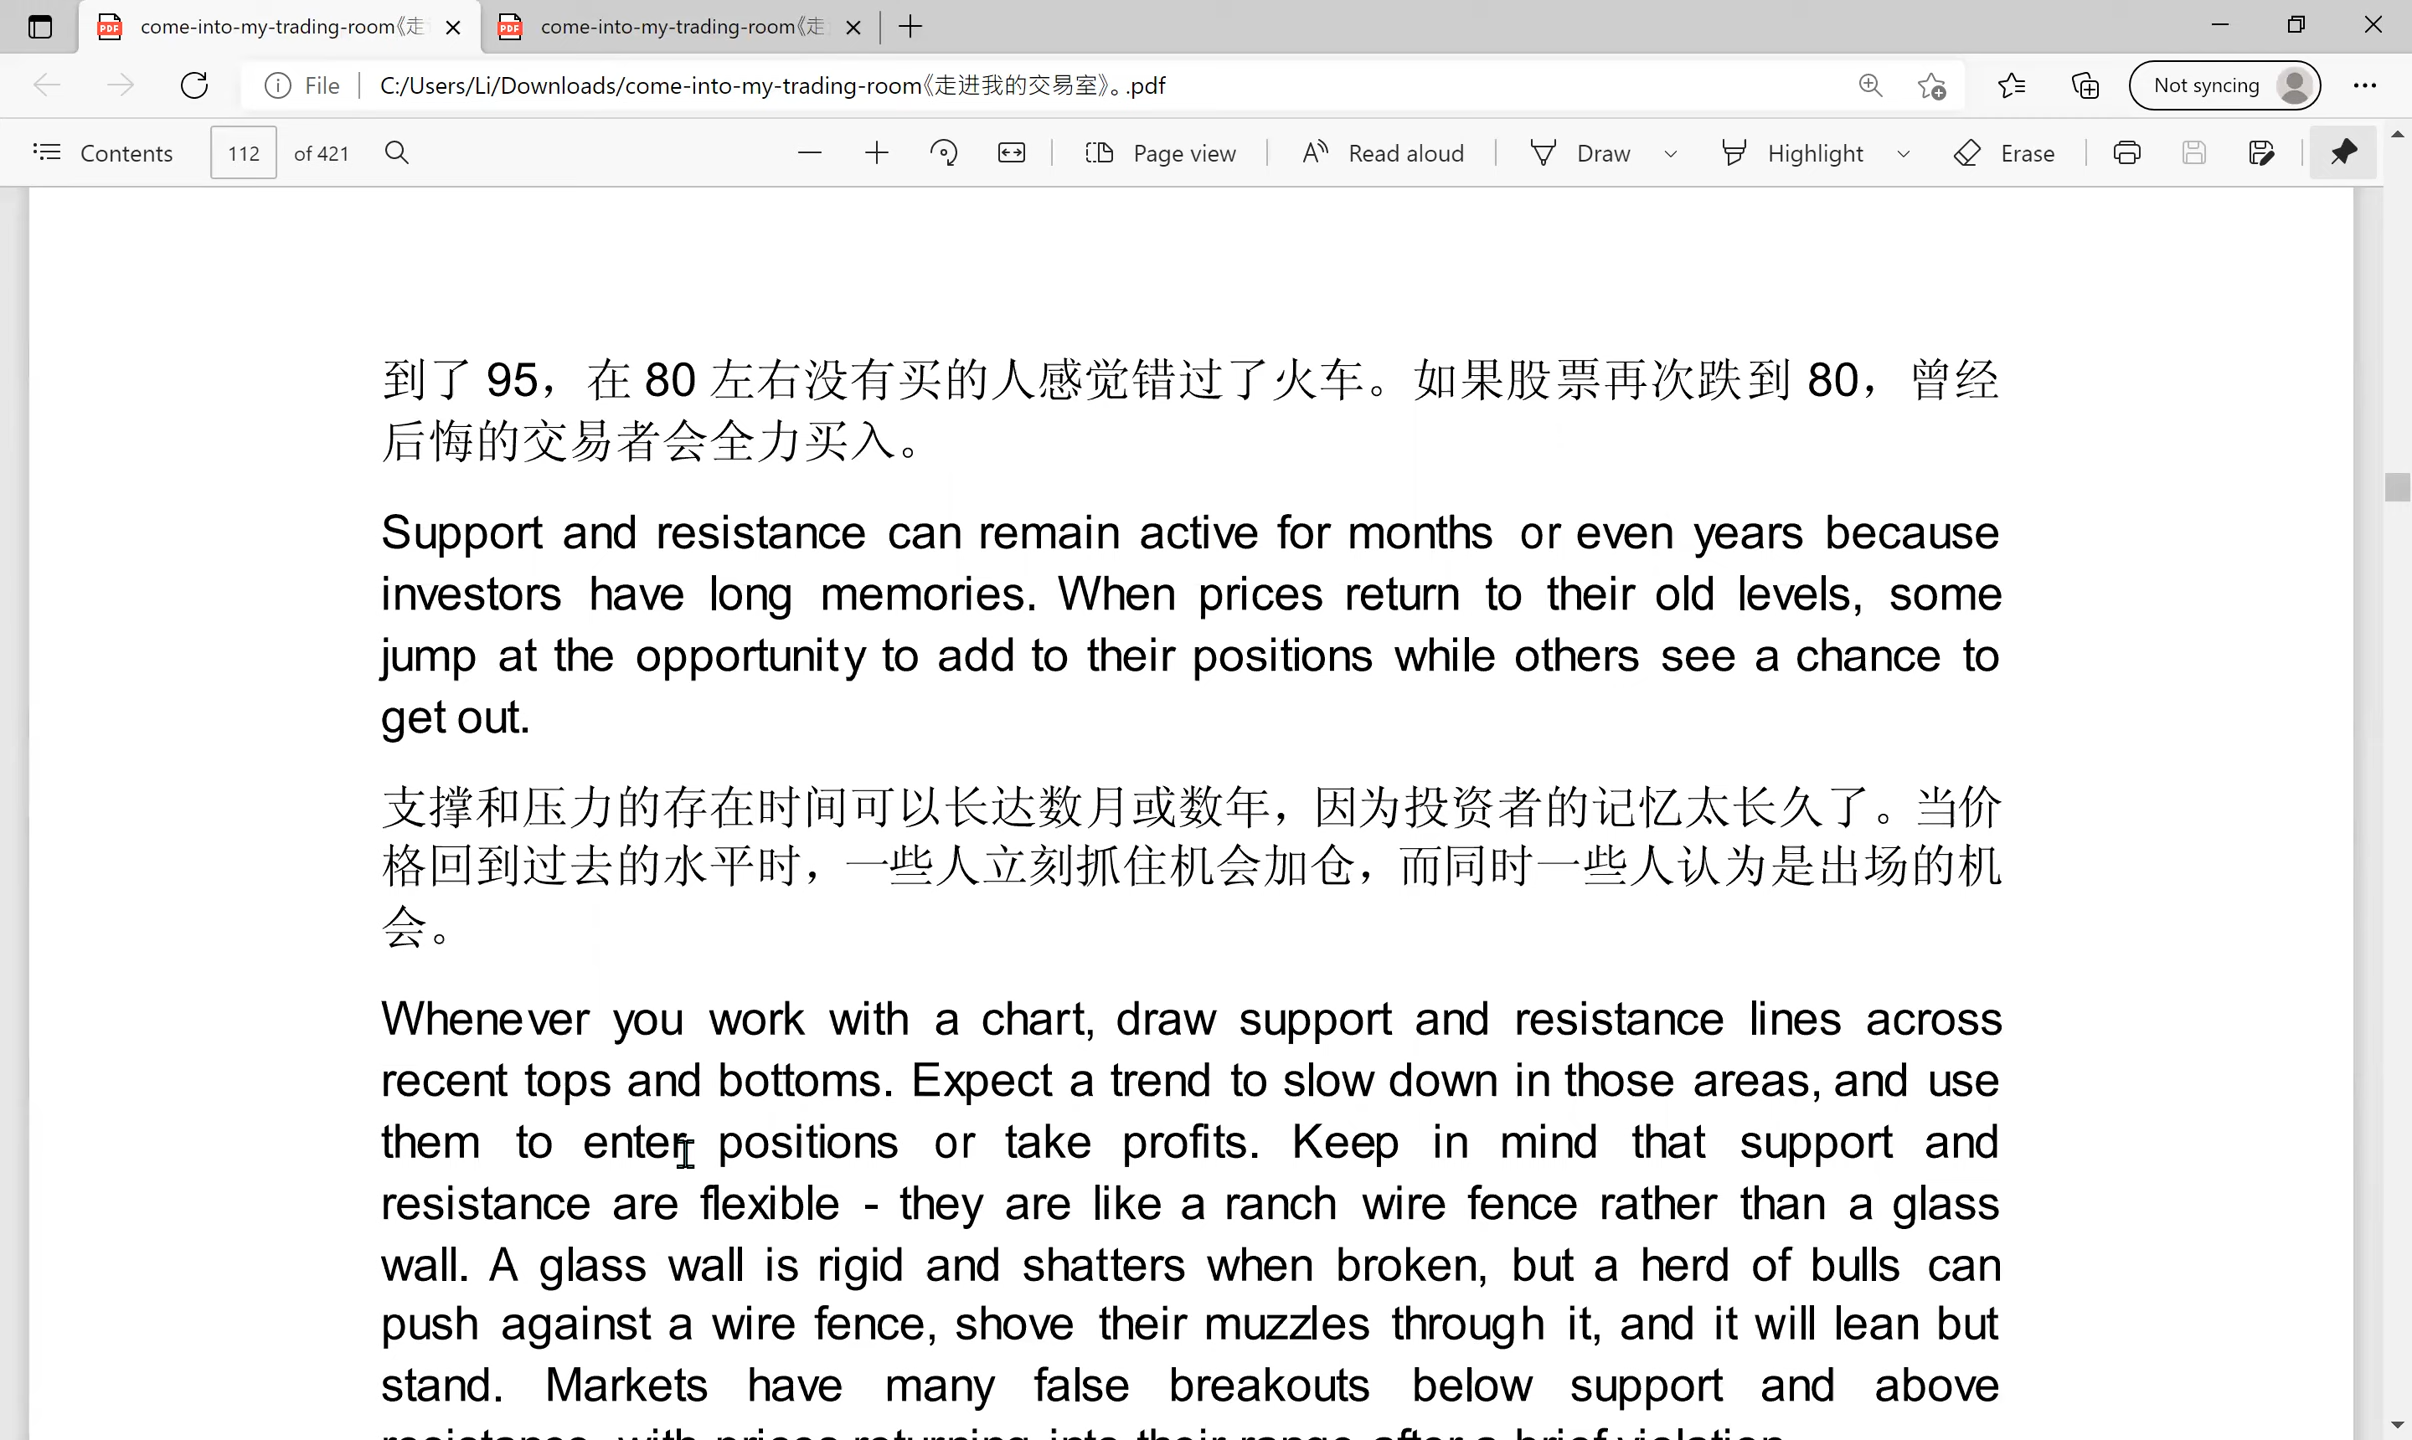 come-into-my-trading-room《走
come-into-my-trading-room《走
File
C:/Users/Li/Downloads/come-into-my-trading-room《走进我的交易室》。.pdf
Not syncing
Contents
112
of 421
Page view
Read aloud
Draw
Highlight
Erase
到了 95，在 80 左右没有买的人感觉错过了火车。如果股票再次跌到 80，曾经
后悔的交易者会全力买入。
Support and resistance can remain active for months or even years because
investors have long memories. When prices return to their old levels, some
jump at the opportunity to add to their positions while others see a chance to
get out.
支撑和压力的存在时间可以长达数月或数年，因为投资者的记忆太长久了。当价
格回到过去的水平时，一些人立刻抓住机会加仓，而同时一些人认为是出场的机
会。
Whenever you work with a chart, draw support and resistance lines across
recent tops and bottoms. Expect a trend to slow down in those areas, and use
them to enter positions or take profits. Keep in mind that support and
resistance are flexible - they are like a ranch wire fence rather than a glass
wall. A glass wall is rigid and shatters when broken, but a herd of bulls can
push against a wire fence, shove their muzzles through it, and it will lean but
stand. Markets have many false breakouts below support and above
resistance, with prices returning into their range after a brief violation.